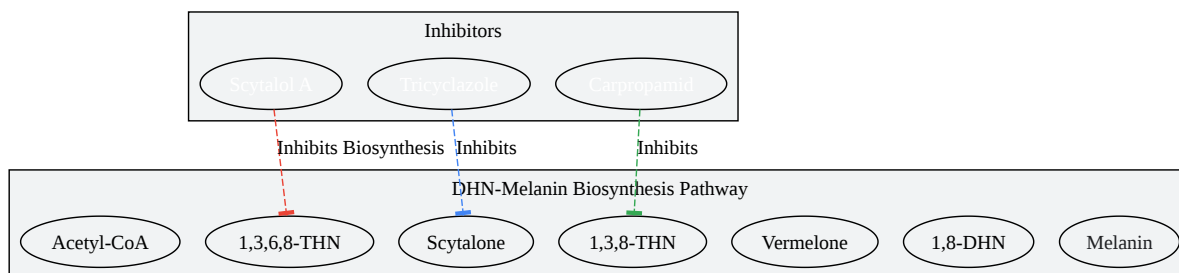 Inhibitors
Scytalol A Tricyclazole Carpropamid
Inhibits Biosynthesis Inhibits Inhibits
DHN-Melanin Biosynthesis Pathway
Acetyl-CoA 1,3,6,8-THN Scytalone 1,3,8-THN Vermelone 1,8-DHN Melanin